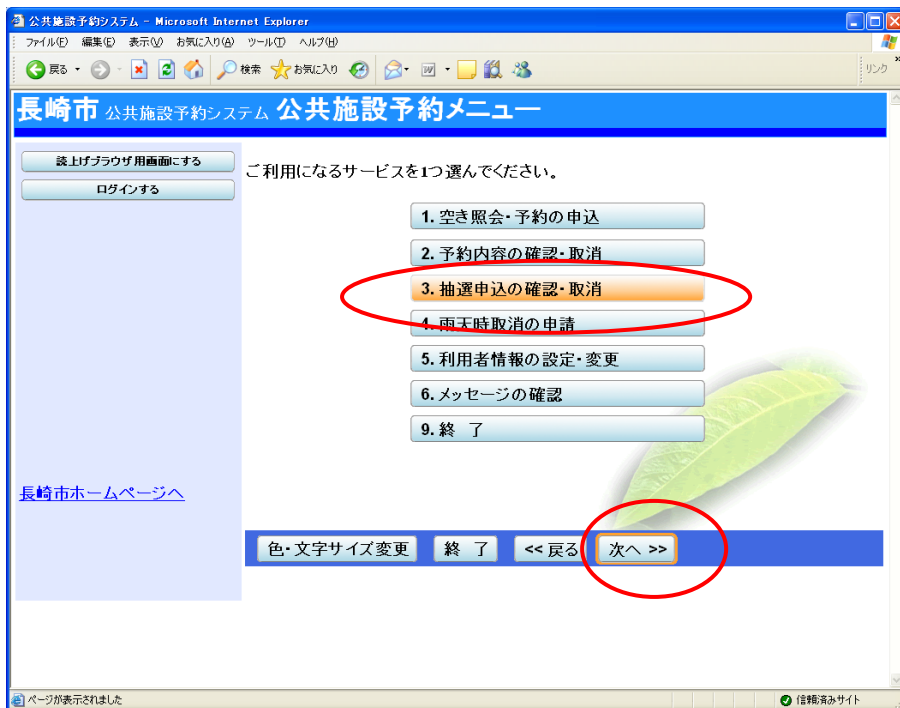 公共施設予約システム - Microsoft Internet Explorer
ファイル(F) 編集(E) 表示(V) お気に入り(A) ツール(T) ヘルプ(H)
戻る 検索 お気に入り リンク
長崎市 公共施設予約システム 公共施設予約メニュー
読上げブラウザ用画面にする
ログインする
ご利用になるサービスを1つ選んでください。
1. 空き照会・予約の申込
2. 予約内容の確認・取消
3. 抽選申込の確認・取消
4. 雨天時取消の申請
5. 利用者情報の設定・変更
6. メッセージの確認
9. 終 了
長崎市ホームページへ
色・文字サイズ変更 終 了 << 戻る 次へ >>
ページが表示されました 信頼済みサイト